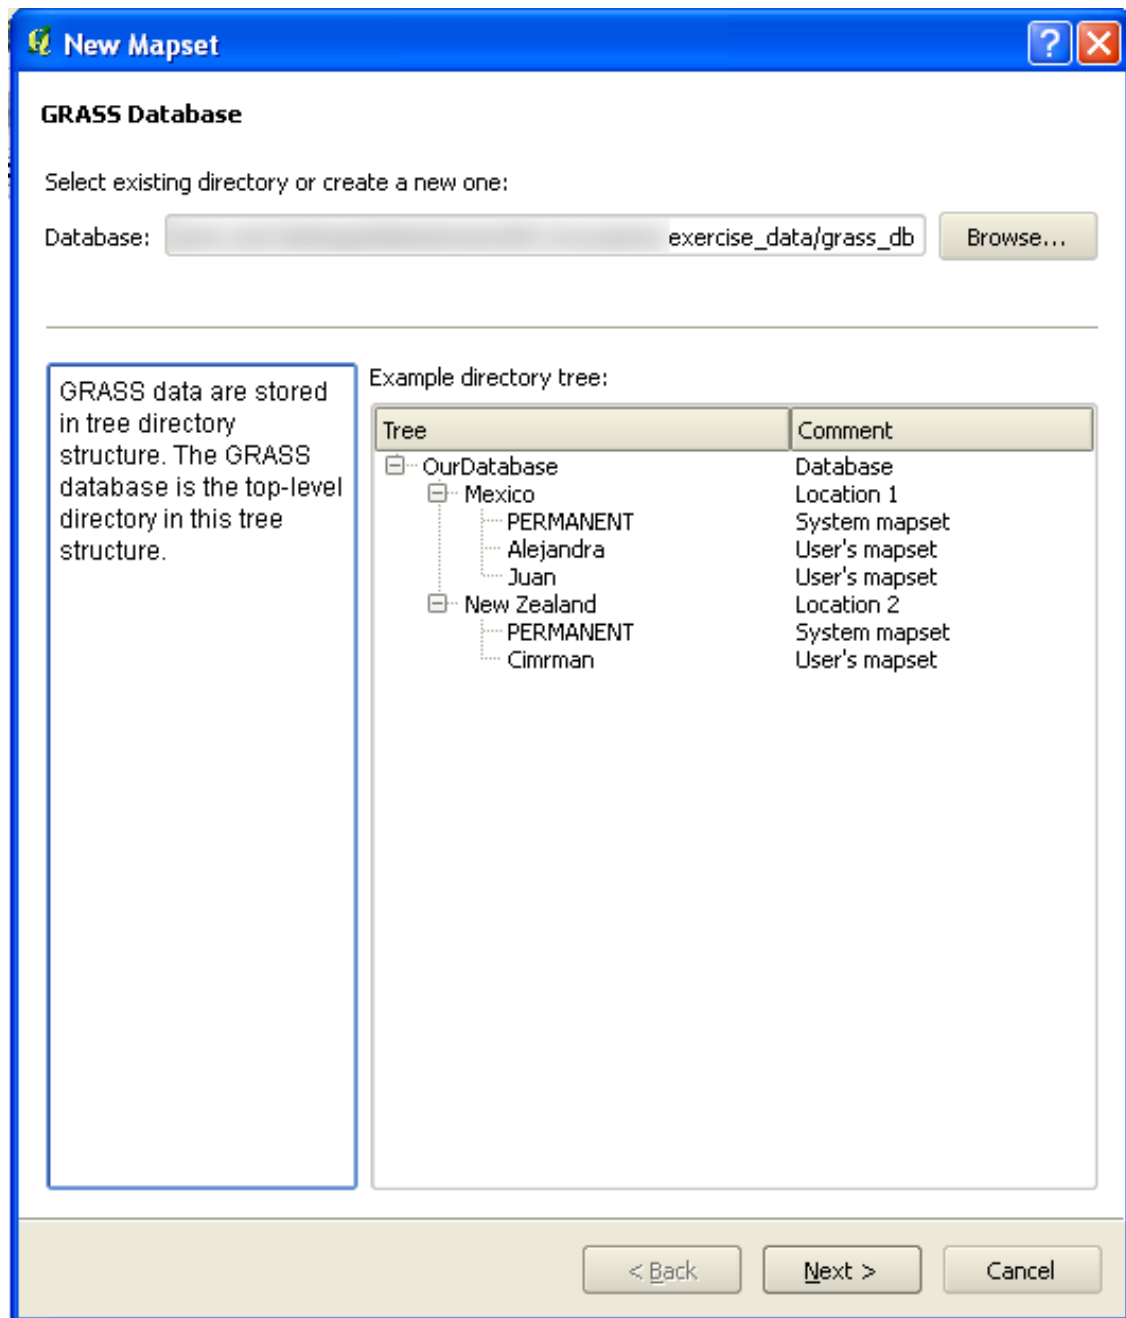 New Mapset
GRASS Database
Select existing directory or create a new one:
Database: exercise_data/grass_db Browse...
GRASS data are stored
in tree directory
structure. The GRASS
database is the top-level
directory in this tree
structure.
Example directory tree:
Tree Comment
OurDatabase Database
Mexico Location 1
PERMANENT System mapset
Alejandra User's mapset
Juan User's mapset
New Zealand Location 2
PERMANENT System mapset
Cimrman User's mapset
< Back Next > Cancel